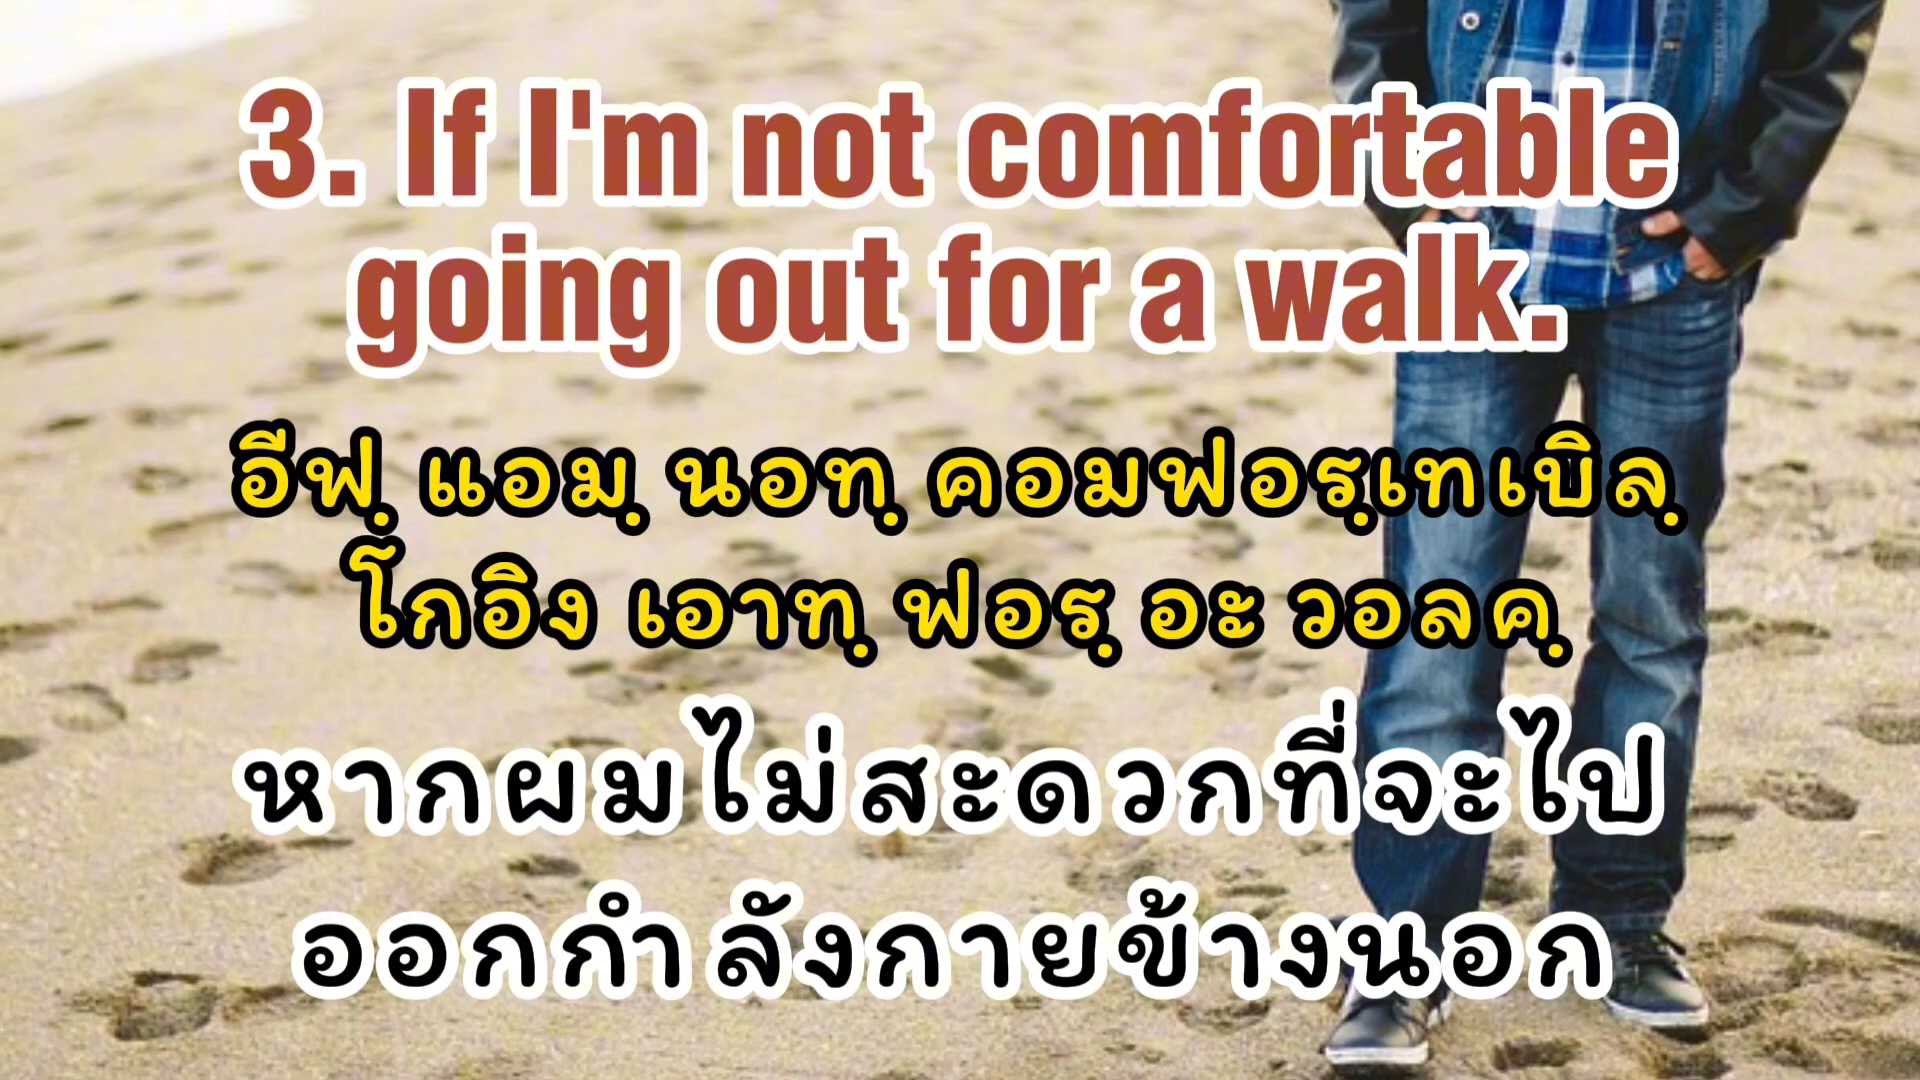 3. If I'm not comfortable
going out for a walk.
อีฟฺ แอมฺ นอทฺ คอมฟอรฺเทเบิลฺ
โกอิง เอาทฺ ฟอรฺ อะ วอลคฺ
หากผมไม่สะดวกที่จะไป
ออกกำลังกายข้างนอก